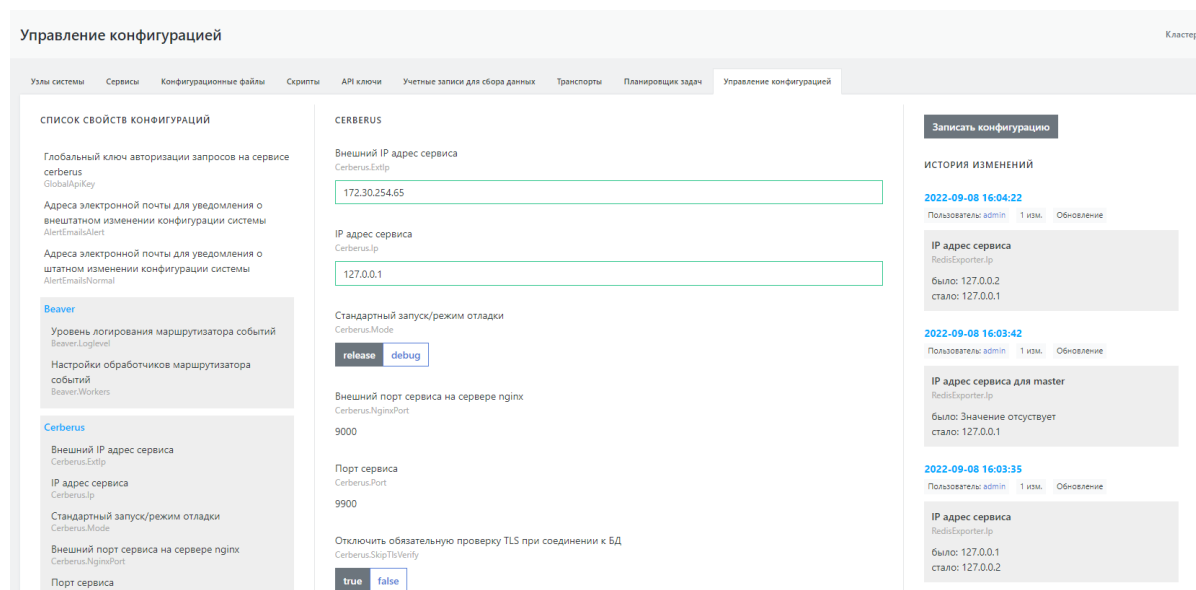 Управление конфигурацией
Кластер
Узлы системы Сервисы Конфигурационные файлы Скрипты API ключи Учетные записи для сбора данных Транспорты Планировщик задач Управление конфигурацией
СПИСОК СВОЙСТВ КОНФИГУРАЦИЙ
Глобальный ключ авторизации запросов на сервисе
cerberus
GlobalApiKey
Адреса электронной почты для уведомления о
внештатном изменении конфигурации системы
AlertEmailsAlert
Адреса электронной почты для уведомления о
штатном изменении конфигурации системы
AlertEmailsNormal
Beaver
Уровень логирования маршрутизатора событий
Beaver.Loglevel
Настройки обработчиков маршрутизатора
событий
Beaver.Workers
Cerberus
Внешний IP адрес сервиса
Cerberus.ExtIp
IP адрес сервиса
Cerberus.Ip
Стандартный запуск/режим отладки
Cerberus.Mode
Внешний порт сервиса на сервере nginx
Cerberus.NginxPort
Порт сервиса
CERBERUS
Внешний IP адрес сервиса
Cerberus.ExtIp
172.30.254.65
IP адрес сервиса
Cerberus.Ip
127.0.0.1
Стандартный запуск/режим отладки
Cerberus.Mode
release debug
Внешний порт сервиса на сервере nginx
Cerberus.NginxPort
9000
Порт сервиса
Cerberus.Port
9900
Отключить обязательную проверку TLS при соединении к БД
Cerberus.SkipTlsVerify
true false
Записать конфигурацию
ИСТОРИЯ ИЗМЕНЕНИЙ
2022-09-08 16:04:22
Пользователь: admin 1 изм. Обновление
IP адрес сервиса
RedisExporter.Ip
было: 127.0.0.2
стало: 127.0.0.1
2022-09-08 16:03:42
Пользователь: admin 1 изм. Обновление
IP адрес сервиса для master
RedisExporter.Ip
было: Значение отсуствует
стало: 127.0.0.1
2022-09-08 16:03:35
Пользователь: admin 1 изм. Обновление
IP адрес сервиса
RedisExporter.Ip
было: 127.0.0.1
стало: 127.0.0.2